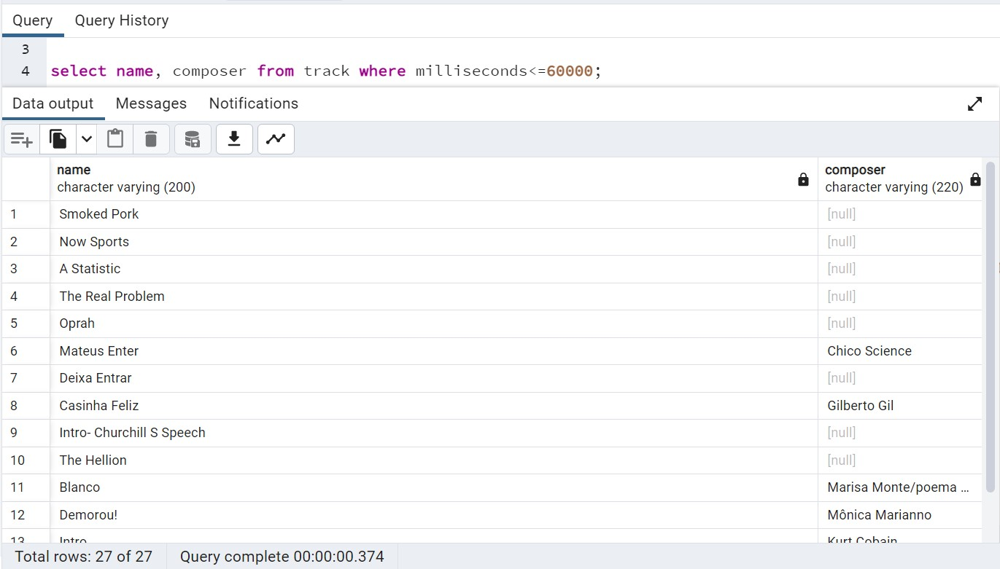 Query Query History
3
4 select name, composer from track where milliseconds<=60000;
Data output Messages Notifications
name composer
character varying (200) character varying (220)
1 Smoked Pork [null]
2 Now Sports [null]
3 A Statistic [null]
4 The Real Problem [null]
5 Oprah [null]
6 Mateus Enter Chico Science
7 Deixa Entrar [null]
8 Casinha Feliz Gilberto Gil
9 Intro- Churchill S Speech [null]
10 The Hellion [null]
11 Blanco Marisa Monte/poema ...
12 Demorou! Mônica Marianno
13 Intro Kurt Cobain
Total rows: 27 of 27 Query complete 00:00:00.374